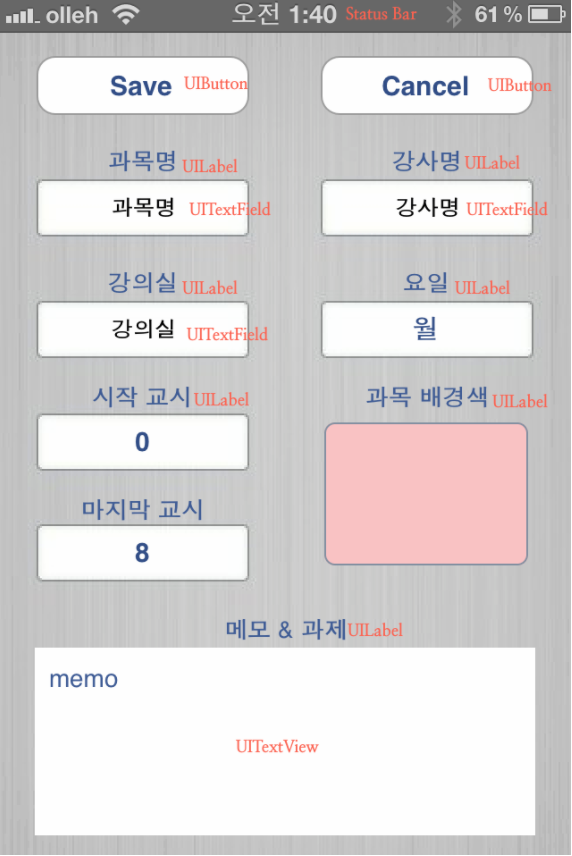 olleh 오전 1:40 Status Bar 61 %
Save UIButton Cancel UIButton
과목명 UILabel 강사명 UILabel
과목명 UITextField 강사명 UITextField
강의실 UILabel 요일 UILabel
강의실 UITextField 월
시작 교시 UILabel 과목 배경색 UILabel
0
마지막 교시
8
메모 & 과제 UILabel
memo
UITextView